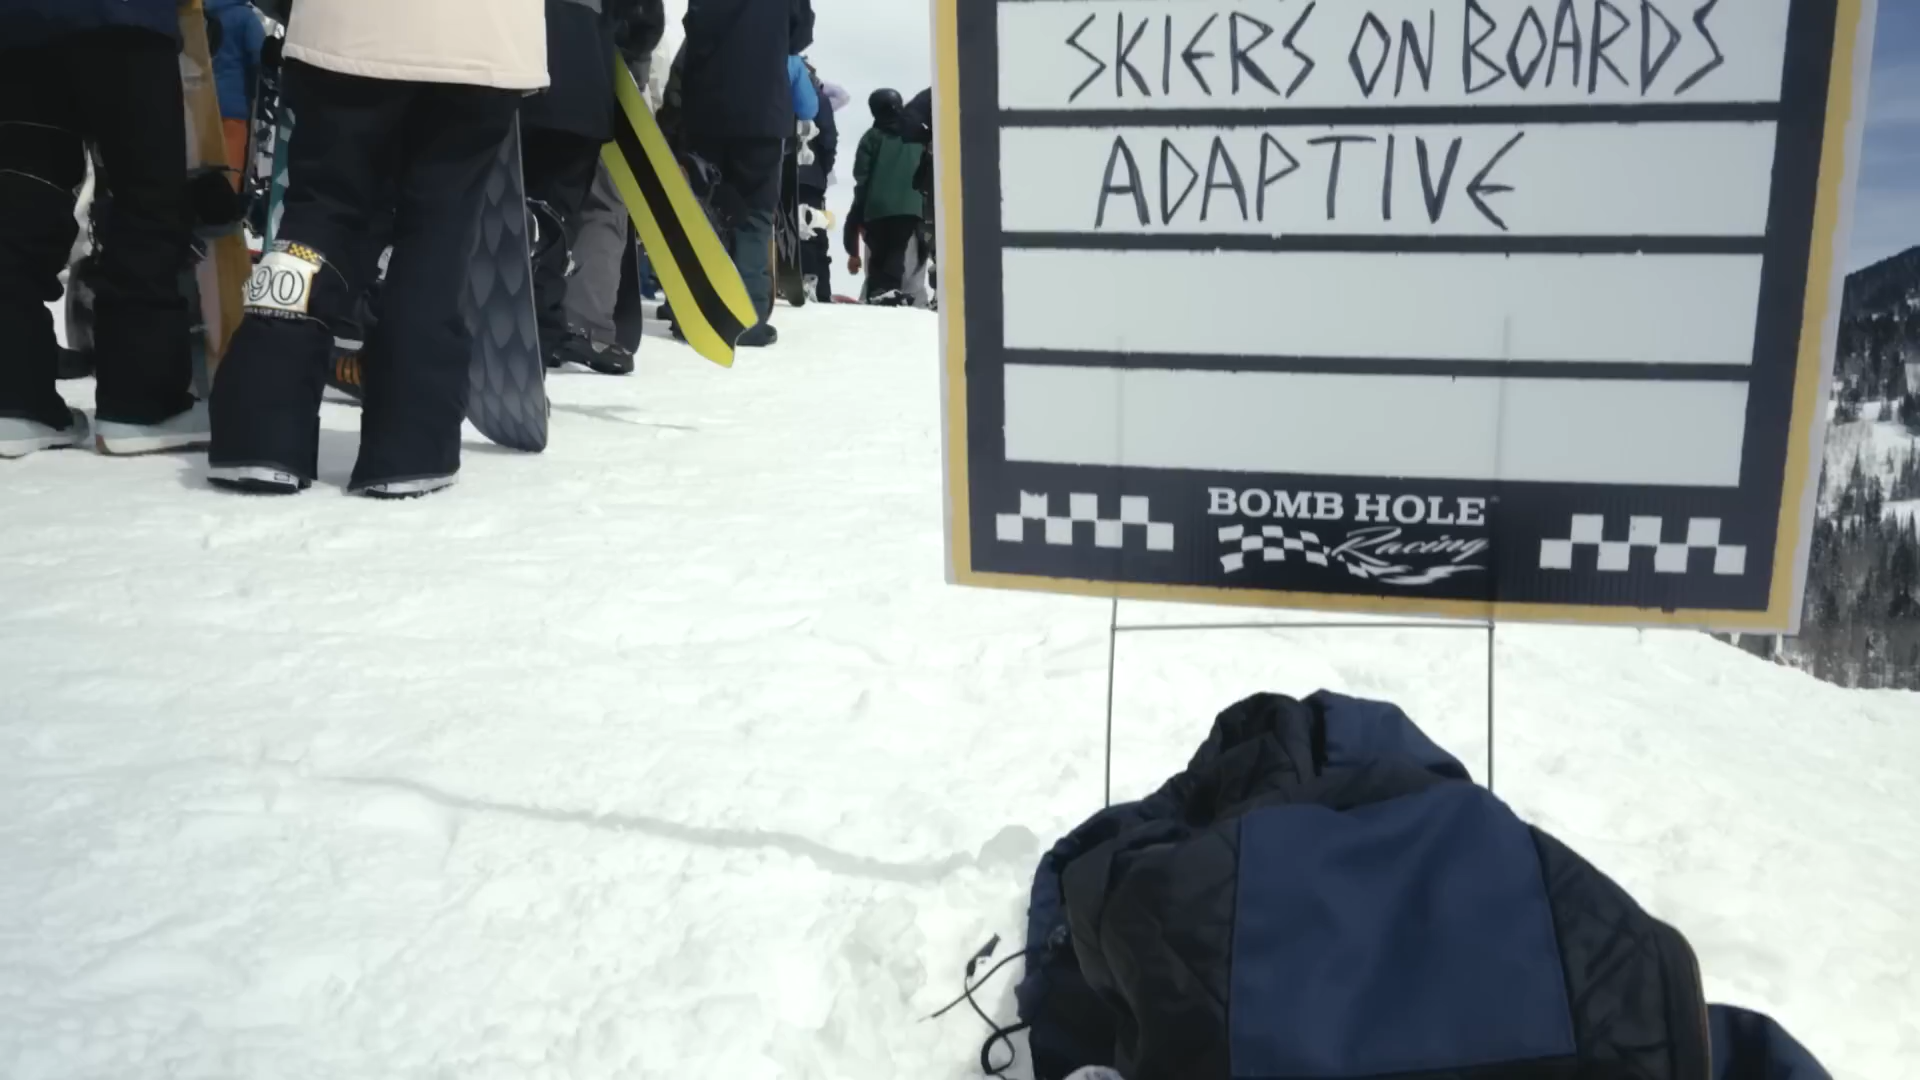 SKIERS ON BOARDS
ADAPTIVE
90
BOMB HOLE
Racing